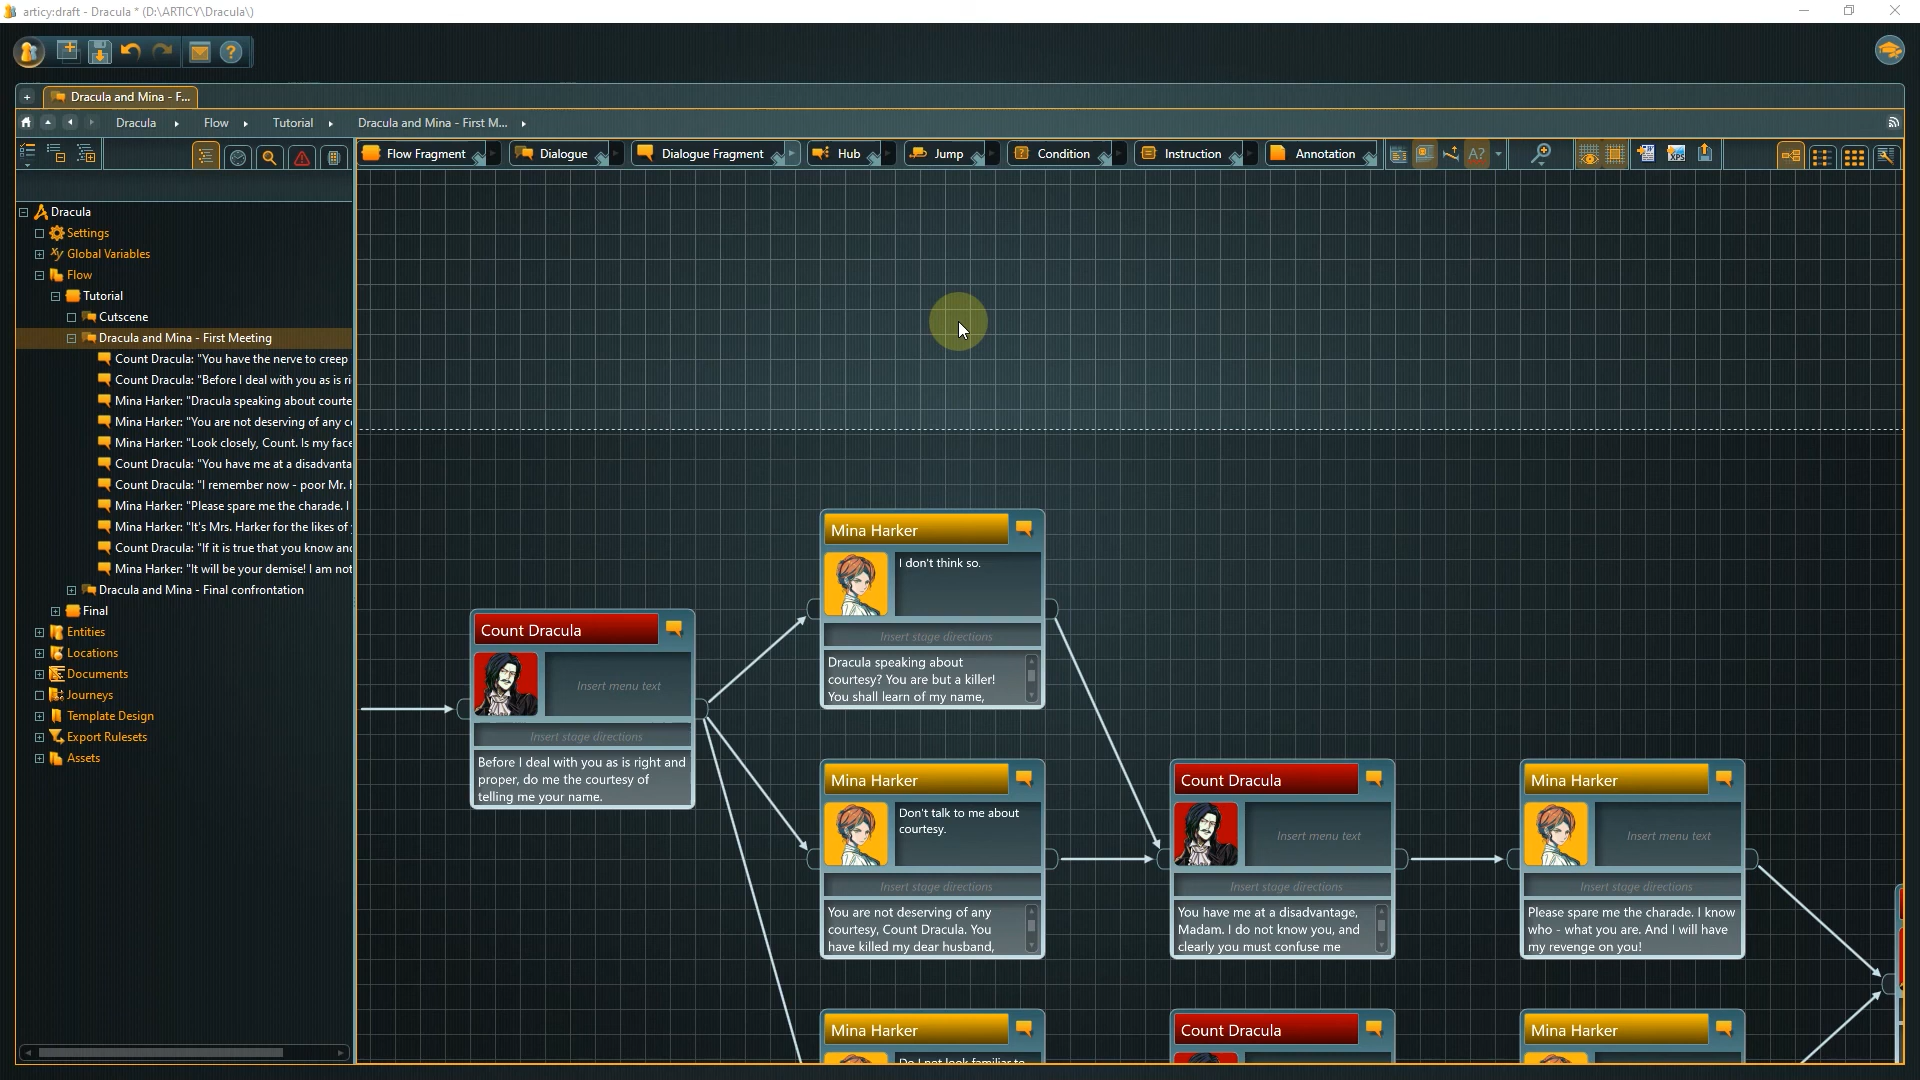 articy:draft - Dracula * (D:\ARTICY\Dracula\)
Dracula and Mina - F...
Dracula
Flow
Tutorial
Dracula and Mina - First M...
Flow Fragment
Dialogue
Dialogue Fragment
Hub
Jump
Condition
Instruction
Annotation
A?
XPS
Dracula
Settings
Global Variables
Flow
Tutorial
Cutscene
Dracula and Mina - First Meeting
Count Dracula: "You have the nerve to creep
Count Dracula: "Before I deal with you as is ri
Mina Harker: "Dracula speaking about courte
Mina Harker: "You are not deserving of any c
Mina Harker: "Look closely, Count. Is my face
Count Dracula: "You have me at a disadvanta
Count Dracula: "I remember now - poor Mr. H
Mina Harker: "Please spare me the charade. I
Mina Harker: "It's Mrs. Harker for the likes of
Count Dracula: "If it is true that you know and
Mina Harker: "It will be your demise! I am not
Dracula and Mina - Final confrontation
Final
Entities
Locations
Documents
Journeys
Template Design
Export Rulesets
Assets
Count Dracula
Insert menu text
Insert stage directions
Before I deal with you as is right and
proper, do me the courtesy of
telling me your name.
Mina Harker
I don't think so.
Insert stage directions
Dracula speaking about
courtesy? You are but a killer!
You shall learn of my name,
Mina Harker
Don't talk to me about
courtesy.
Insert stage directions
You are not deserving of any
courtesy, Count Dracula. You
have killed my dear husband,
Count Dracula
Insert menu text
Insert stage directions
You have me at a disadvantage,
Madam. I do not know you, and
clearly you must confuse me
Mina Harker
Insert menu text
Insert stage directions
Please spare me the charade. I know
who - what you are. And I will have
my revenge on you!
Mina Harker
Do I not look familiar to
Count Dracula
Mina Harker